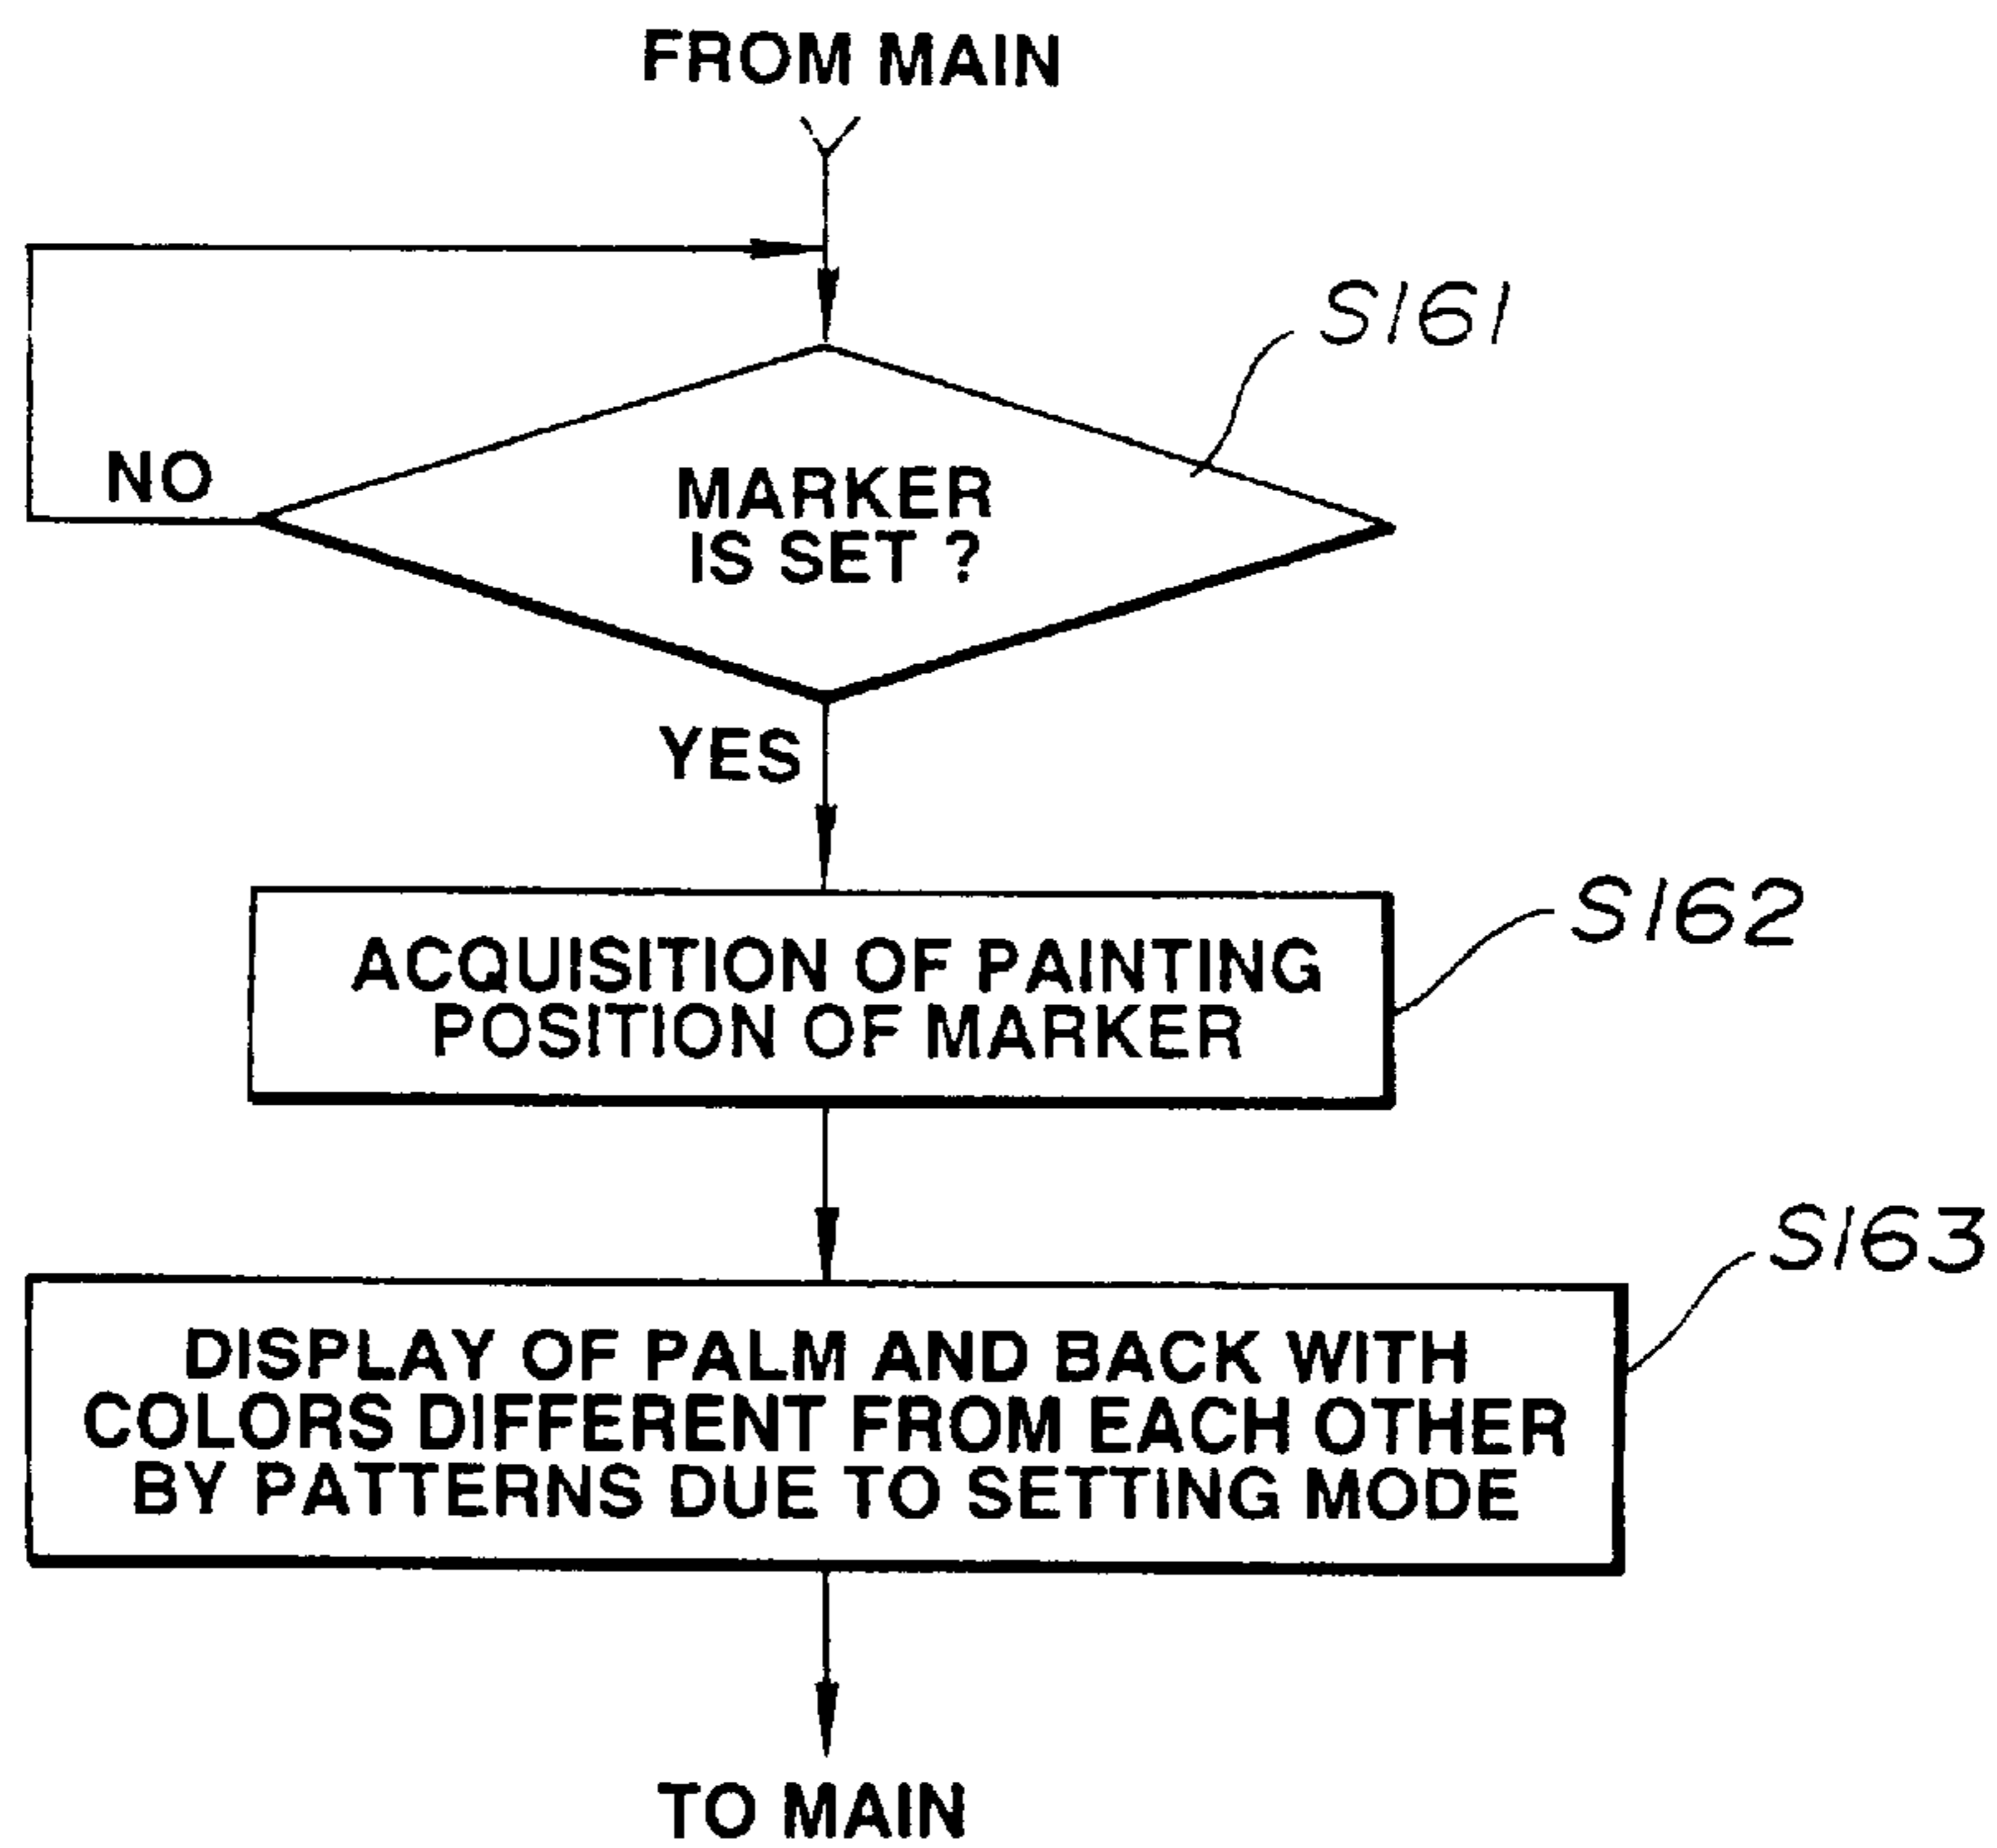 FROM MAIN
S161
NO
MARKER
IS SET ?
YES
S162
ACQUISITION OF PAINTING
POSITION OF MARKER
S163
DISPLAY OF PALM AND BACK WITH
COLORS DIFFERENT FROM EACH OTHER
BY PATTERNS DUE TO SETTING MODE
TO MAIN